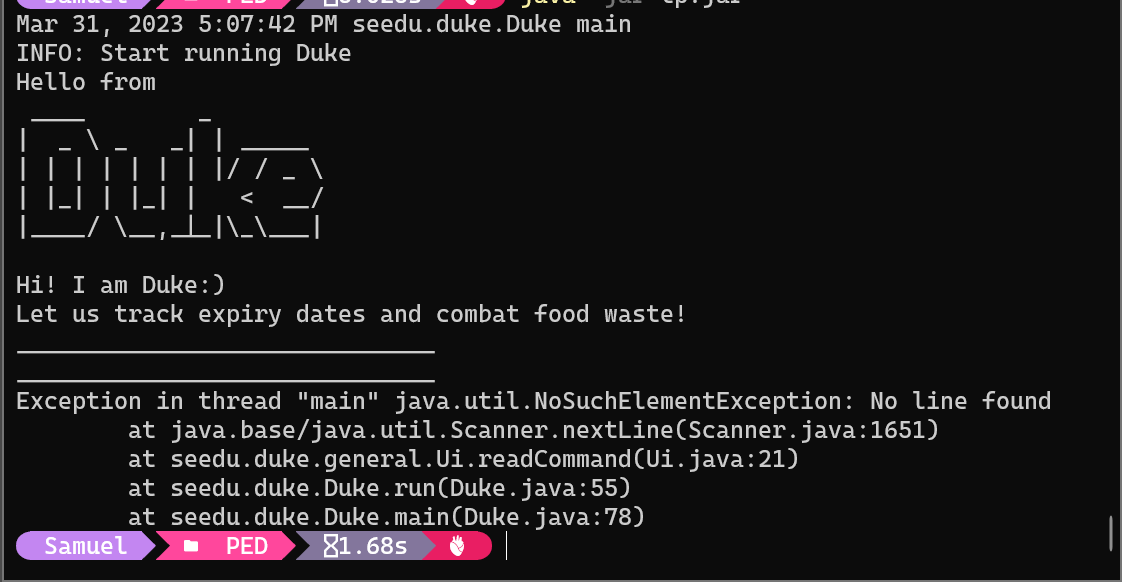 Samuel PED 0.020s java -jar tp.jar
Mar 31, 2023 5:07:42 PM seedu.duke.Duke main
INFO: Start running Duke
Hello from
 ____        _
|  _ \ _   _| | _____
| | | | | | | |/ / _ \
| |_| | |_| |   <  __/
|____/ \__,_|_|\_\___|
Hi! I am Duke:)
Let us track expiry dates and combat food waste!
______________________________
______________________________
Exception in thread "main" java.util.NoSuchElementException: No line found
        at java.base/java.util.Scanner.nextLine(Scanner.java:1651)
        at seedu.duke.general.Ui.readCommand(Ui.java:21)
        at seedu.duke.Duke.run(Duke.java:55)
        at seedu.duke.Duke.main(Duke.java:78)
Samuel PED 1.68s